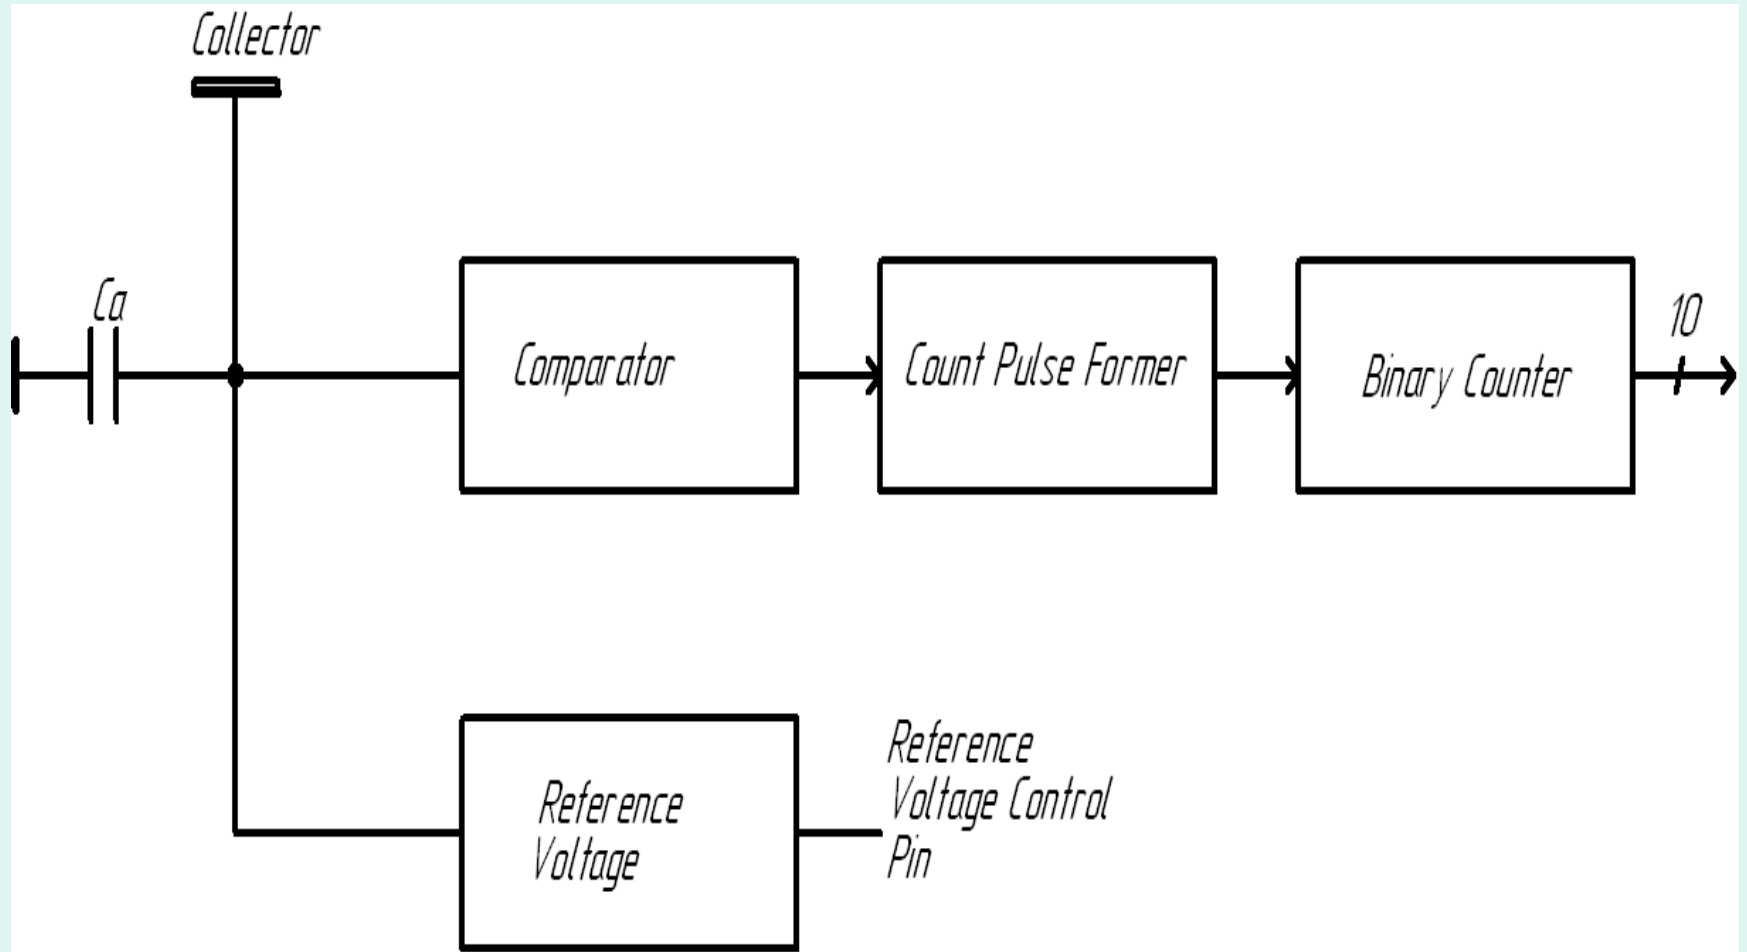 Collector
Ca
Comparator
Count Pulse Former
Binary Counter
10
Reference
Voltage
Reference
Voltage Control
Pin